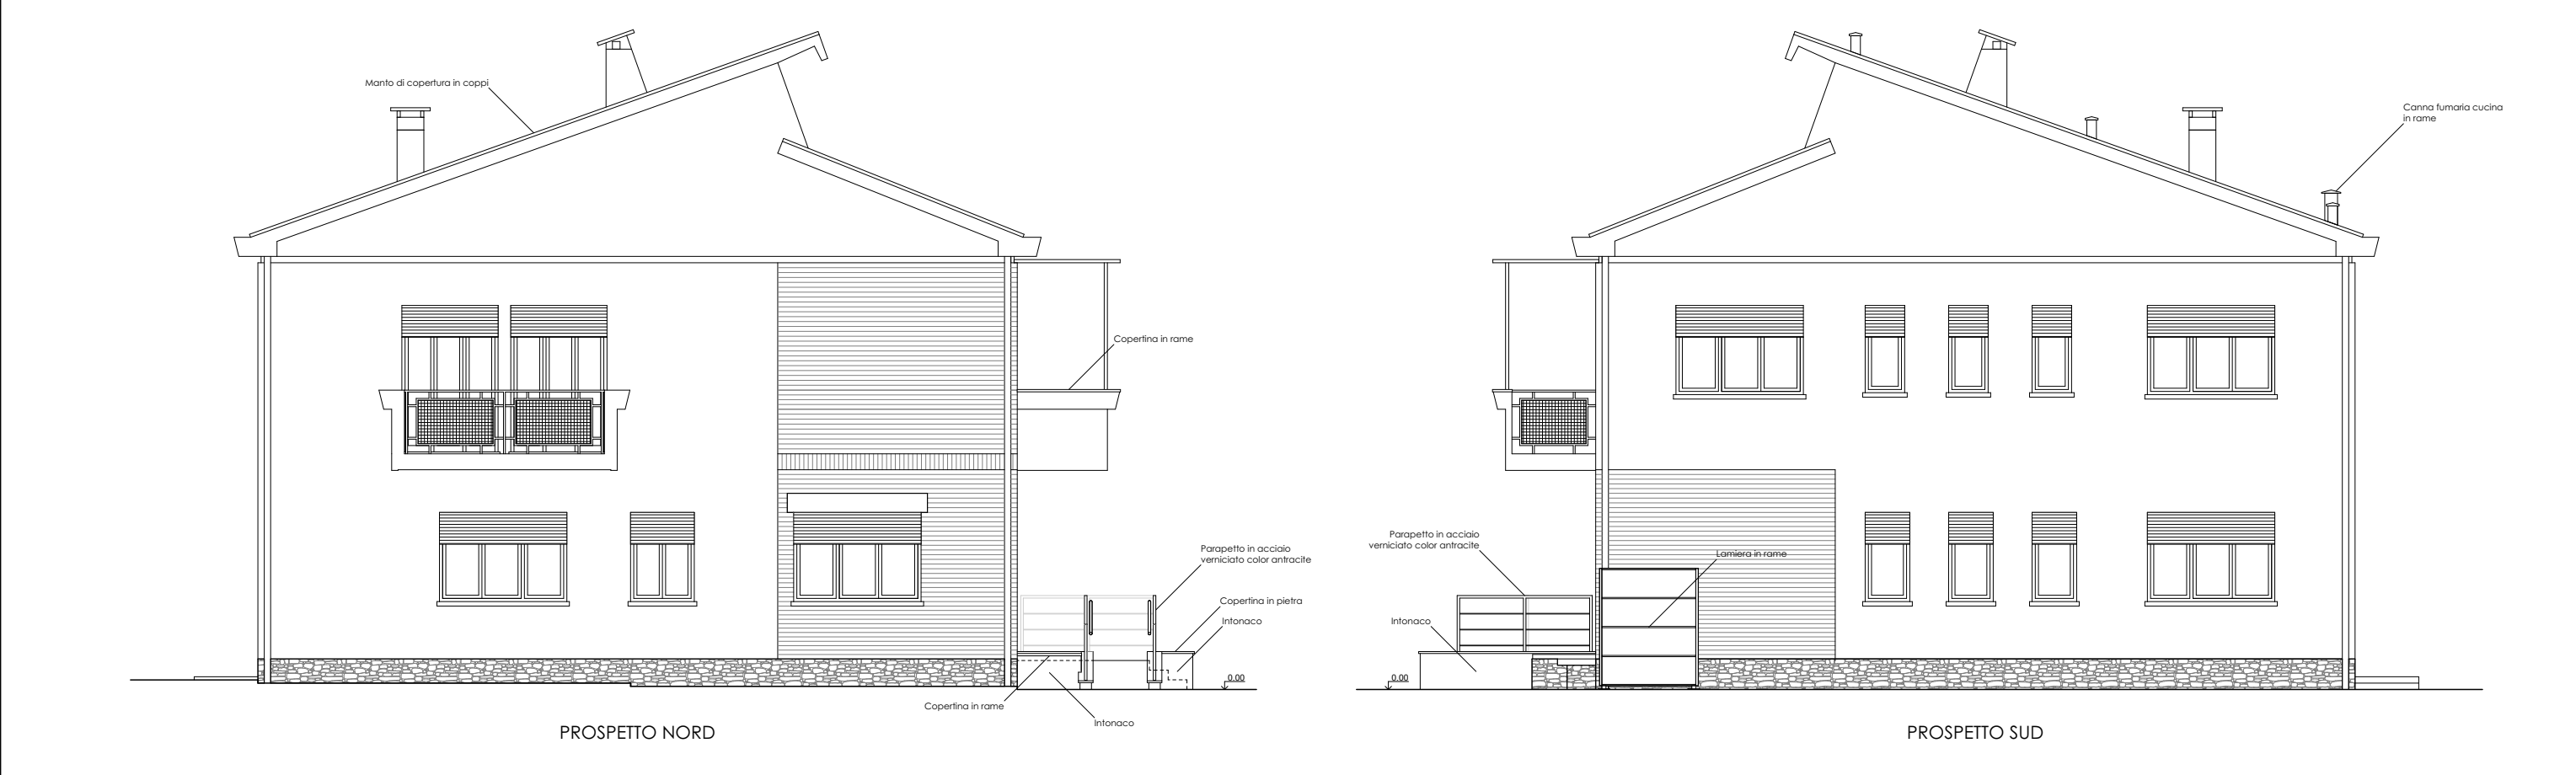 Manto di copertura in coppi
Copertina in rame
Parapetto in acciaio
verniciato color antracite
Copertina in pietra
Intonaco
0.00
Copertina in rame
Intonaco
PROSPETTO NORD
Canna fumaria cucina
in rame
Parapetto in acciaio
verniciato color antracite
Lamiera in rame
Intonaco
0.00
PROSPETTO SUD